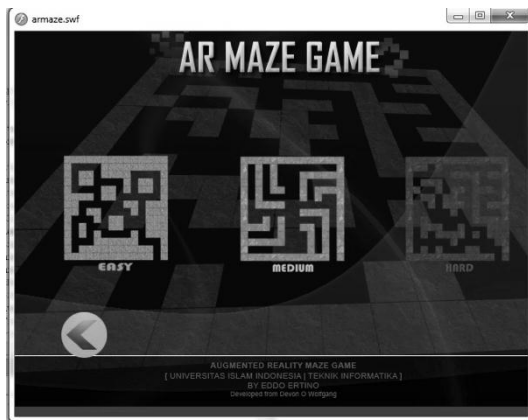 armaze.swf
AR MAZE GAME
EASY
MEDIUM
HARD
AUGMENTED REALITY MAZE GAME
[ UNIVERSITAS ISLAM INDONESIA | TEKNIK INFORMATIKA ]
BY EDDO ERTINO
Developed from Devon O Wolfgang